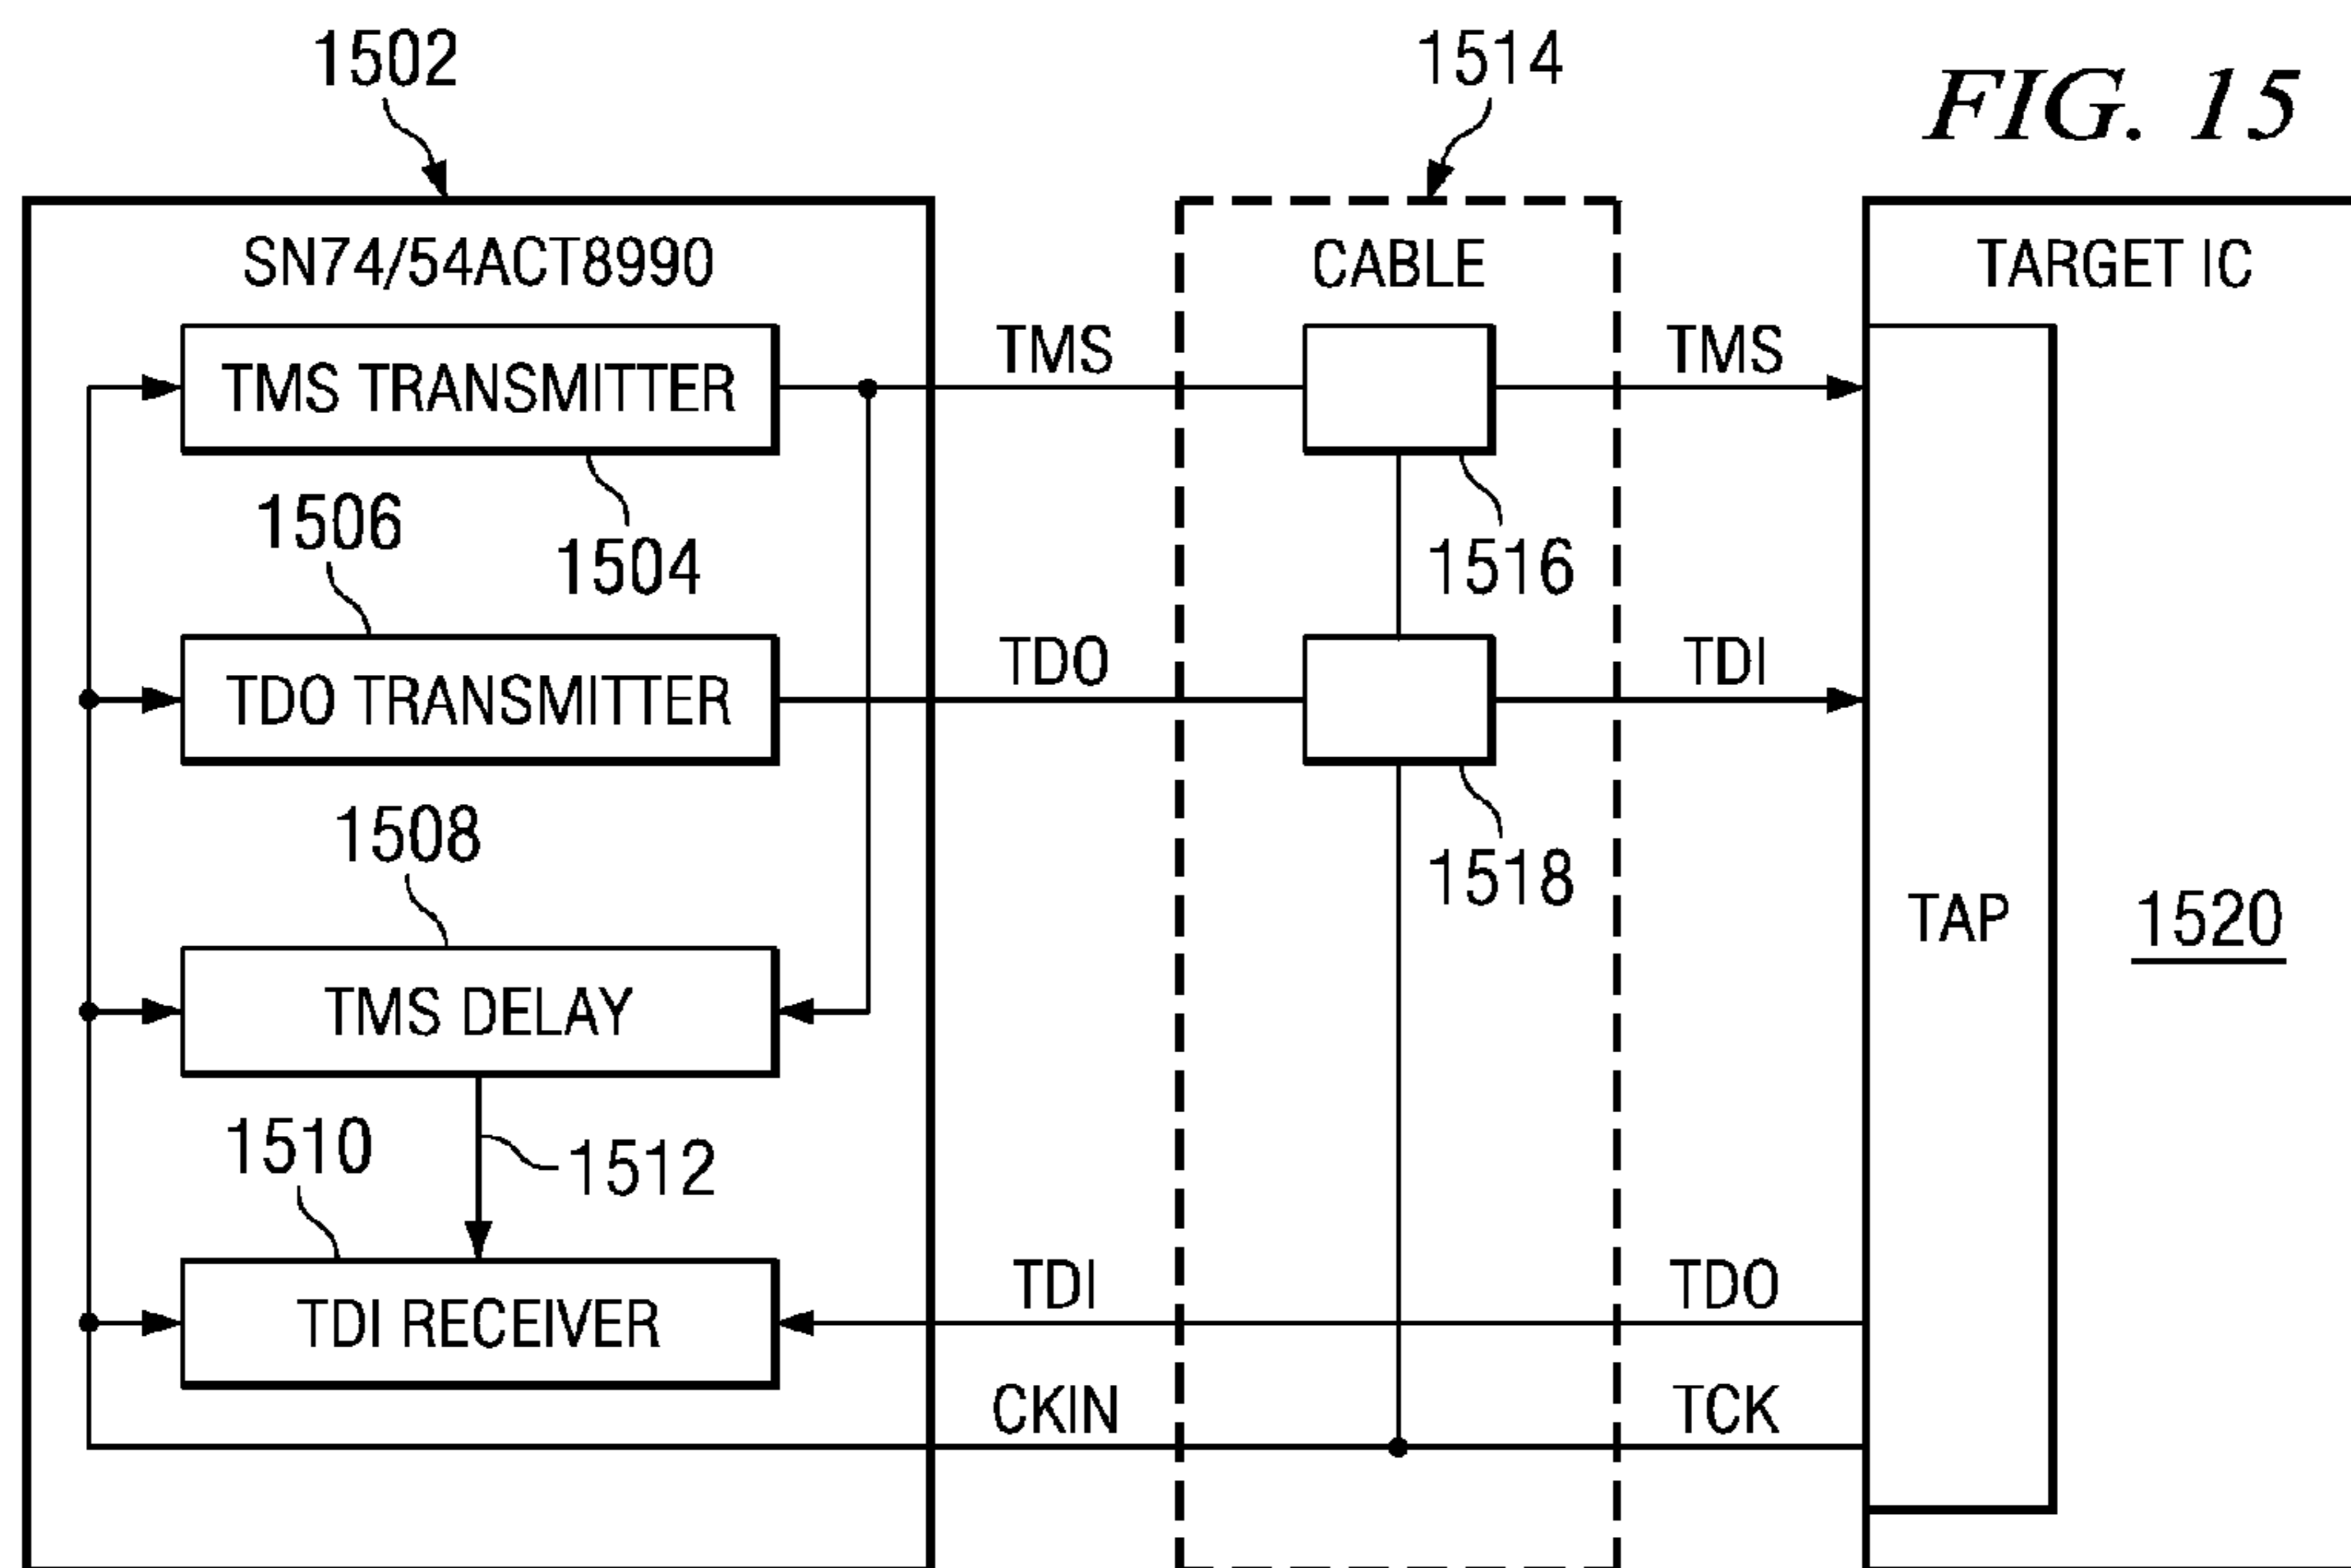 1502
1514
FIG. 15
SN74/54ACT8990
CABLE
TARGET IC
TMS TRANSMITTER
TMS
TMS
1506
1504
1516
TDO TRANSMITTER
TDO
TDI
1508
1518
TAP
1520
TMS DELAY
1510
1512
TDI RECEIVER
TDI
TDO
CKIN
TCK